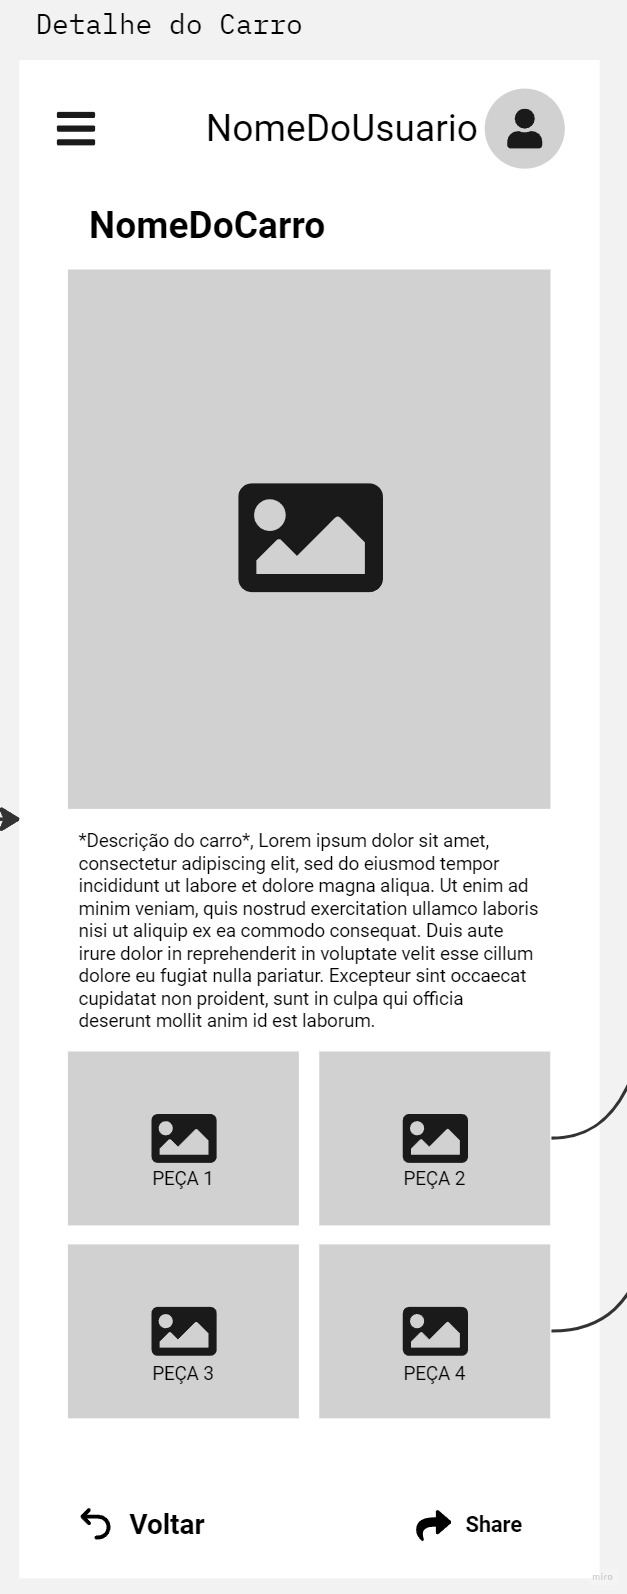 Detalhe do Carro
NomeDoUsuario
NomeDoCarro
*Descrição do carro*, Lorem ipsum dolor sit amet,
consectetur adipiscing elit, sed do eiusmod tempor
incididunt ut labore et dolore magna aliqua. Ut enim ad
minim veniam, quis nostrud exercitation ullamco laboris
nisi ut aliquip ex ea commodo consequat. Duis aute
irure dolor in reprehenderit in voluptate velit esse cillum
dolore eu fugiat nulla pariatur. Excepteur sint occaecat
cupidatat non proident, sunt in culpa qui officia
deserunt mollit anim id est laborum.
PEÇA 1
PEÇA 2
PEÇA 3
PEÇA 4
Voltar
Share
miro